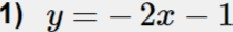 1) y = − 2x − 1